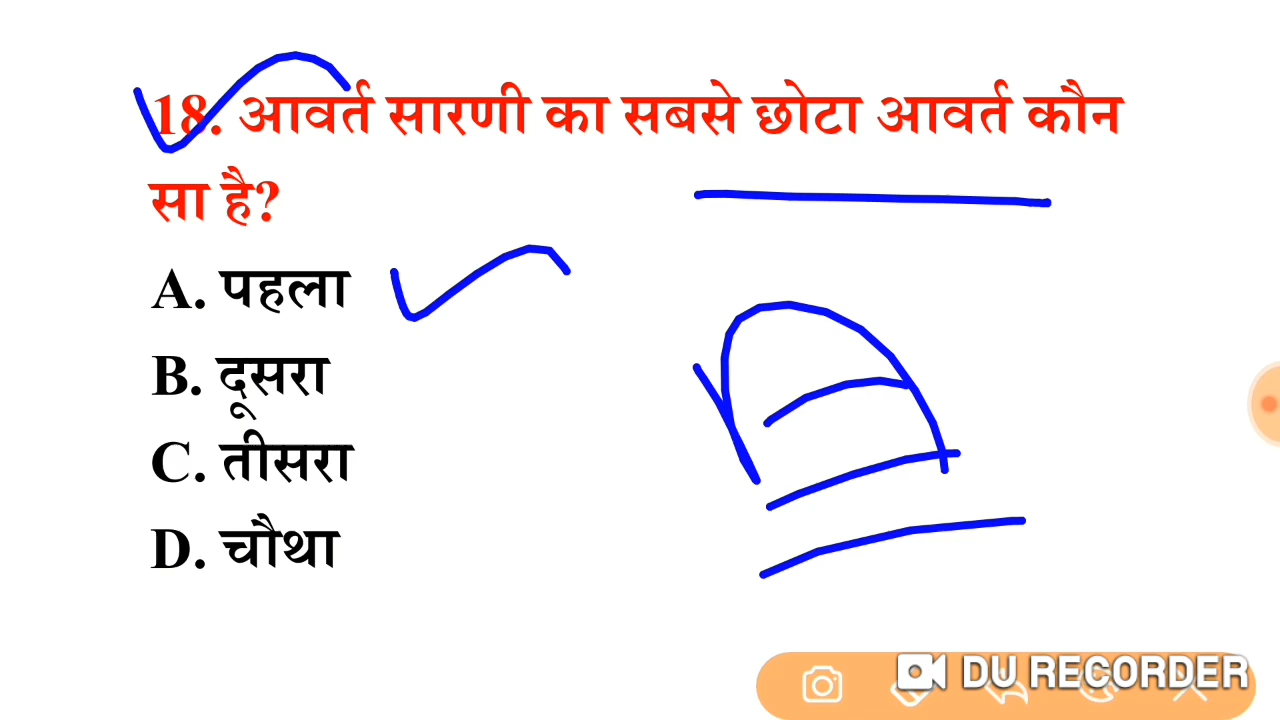 18. आवर्त सारणी का सबसे छोटा आवर्त कौन
सा है?
A. पहला
B. दूसरा
C. तीसरा
D. चौथा
DU RECORDER